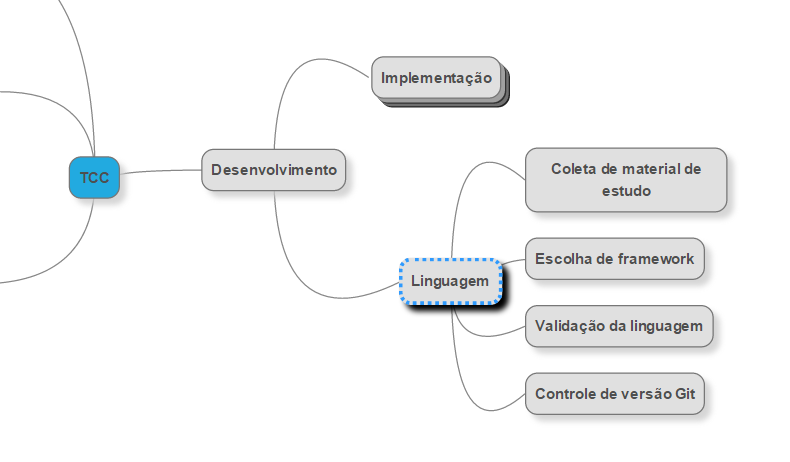 TCC
Desenvolvimento
Implementação
Linguagem
Coleta de material de
estudo
Escolha de framework
Validação da linguagem
Controle de versão Git